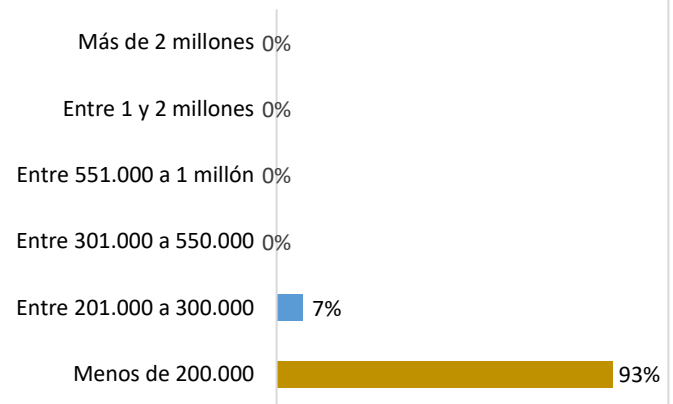 Más de 2 millones 0%
Entre 1 y 2 millones 0%
Entre 551.000 a 1 millón 0%
Entre 301.000 a 550.000 0%
Entre 201.000 a 300.000 7%
Menos de 200.000 93%